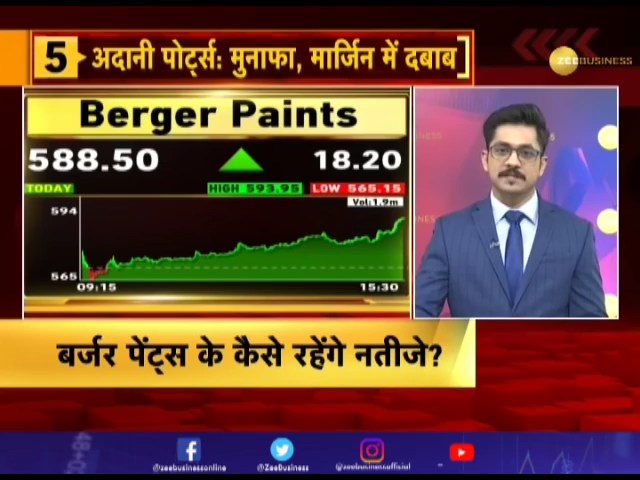 5
अदानी पोर्ट्स: मुनाफा, मार्जिन में दबाव
ZEEBUSINESS
Berger Paints
588.50
18.20
TODAY
HIGH 593.95
LOW 565.15
Vol:1.9m
594
565
09:15
15:30
बर्जर पेंट्स के कैसे रहेंगे नतीजे?
@zeebusinessonline
@ZeeBusiness
@zeebusinessofficial